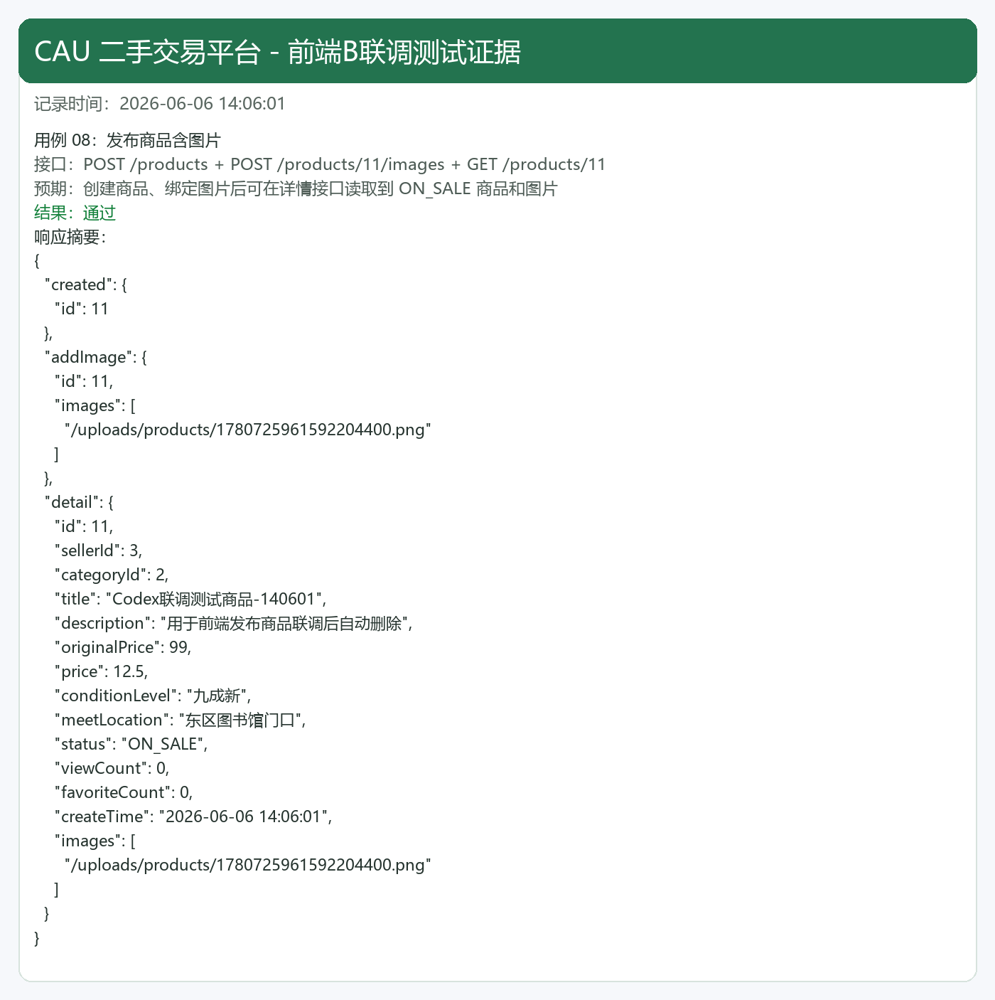 CAU 二手交易平台 - 前端B联调测试证据
记录时间：2026-06-06 14:06:01
用例 08：发布商品含图片
接口：POST /products + POST /products/11/images + GET /products/11
预期：创建商品、绑定图片后可在详情接口读取到 ON_SALE 商品和图片
结果：通过
响应摘要：
{
  "created": {
    "id": 11
  },
  "addImage": {
    "id": 11,
    "images": [
      "/uploads/products/1780725961592204400.png"
    ]
  },
  "detail": {
    "id": 11,
    "sellerId": 3,
    "categoryId": 2,
    "title": "Codex联调测试商品-140601",
    "description": "用于前端发布商品联调后自动删除",
    "originalPrice": 99,
    "price": 12.5,
    "conditionLevel": "九成新",
    "meetLocation": "东区图书馆门口",
    "status": "ON_SALE",
    "viewCount": 0,
    "favoriteCount": 0,
    "createTime": "2026-06-06 14:06:01",
    "images": [
      "/uploads/products/1780725961592204400.png"
    ]
  }
}